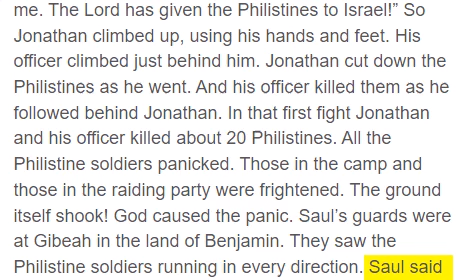 me. The Lord has given the Philistines to Israel!” So
Jonathan climbed up, using his hands and feet. His
officer climbed just behind him. Jonathan cut down the
Philistines as he went. And his officer killed them as he
followed behind Jonathan. In that first fight Jonathan
and his officer killed about 20 Philistines. All the
Philistine soldiers panicked. Those in the camp and
those in the raiding party were frightened. The ground
itself shook! God caused the panic. Saul’s guards were
at Gibeah in the land of Benjamin. They saw the
Philistine soldiers running in every direction. Saul said